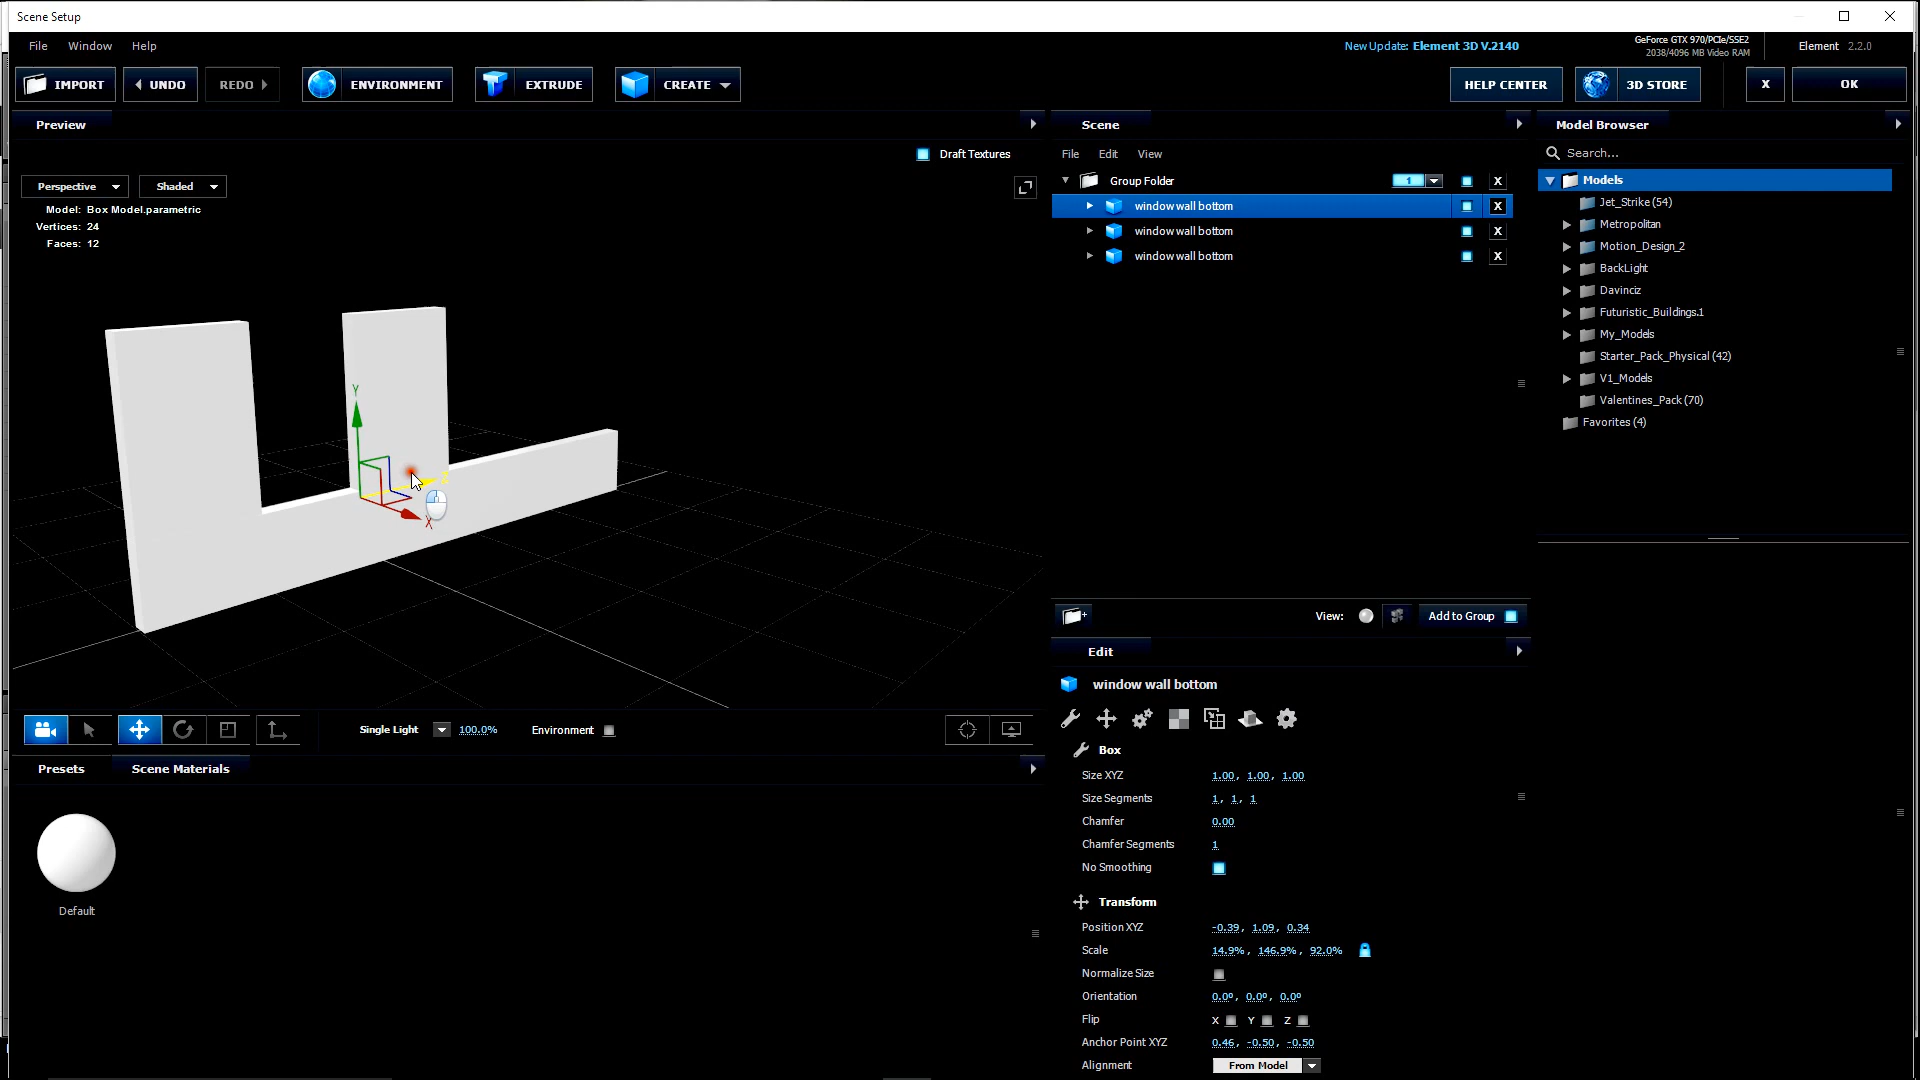 Scene Setup
File Window Help
New Update: Element 3D V.2140
GeForce GTX 970/PCIe/SSE2
2038/4096 MB Video RAM
Element 2.2.0
IMPORT UNDO REDO ENVIRONMENT EXTRUDE CREATE HELP CENTER 3D STORE X OK
Preview
Draft Textures
Perspective Shaded
Model: Box Model.parametric
Vertices: 24
Faces: 12
Y
X
Single Light 100.0% Environment
Presets Scene Materials
Default
Scene
File Edit View
Group Folder 1 X
window wall bottom X
window wall bottom X
window wall bottom X
View: Add to Group
Edit
window wall bottom
Box
Size XYZ 1.00, 1.00, 1.00
Size Segments 1, 1, 1
Chamfer 0.00
Chamfer Segments 1
No Smoothing
Transform
Position XYZ -0.39, 1.09, 0.34
Scale 14.9%, 146.9%, 92.0%
Normalize Size
Orientation 0.0º, 0.0º, 0.0º
Flip X Y Z
Anchor Point XYZ 0.46, -0.50, -0.50
Alignment From Model
Model Browser
Search...
Models
Jet_Strike (54)
Metropolitan
Motion_Design_2
BackLight
Davinciz
Futuristic_Buildings.1
My_Models
Starter_Pack_Physical (42)
V1_Models
Valentines_Pack (70)
Favorites (4)